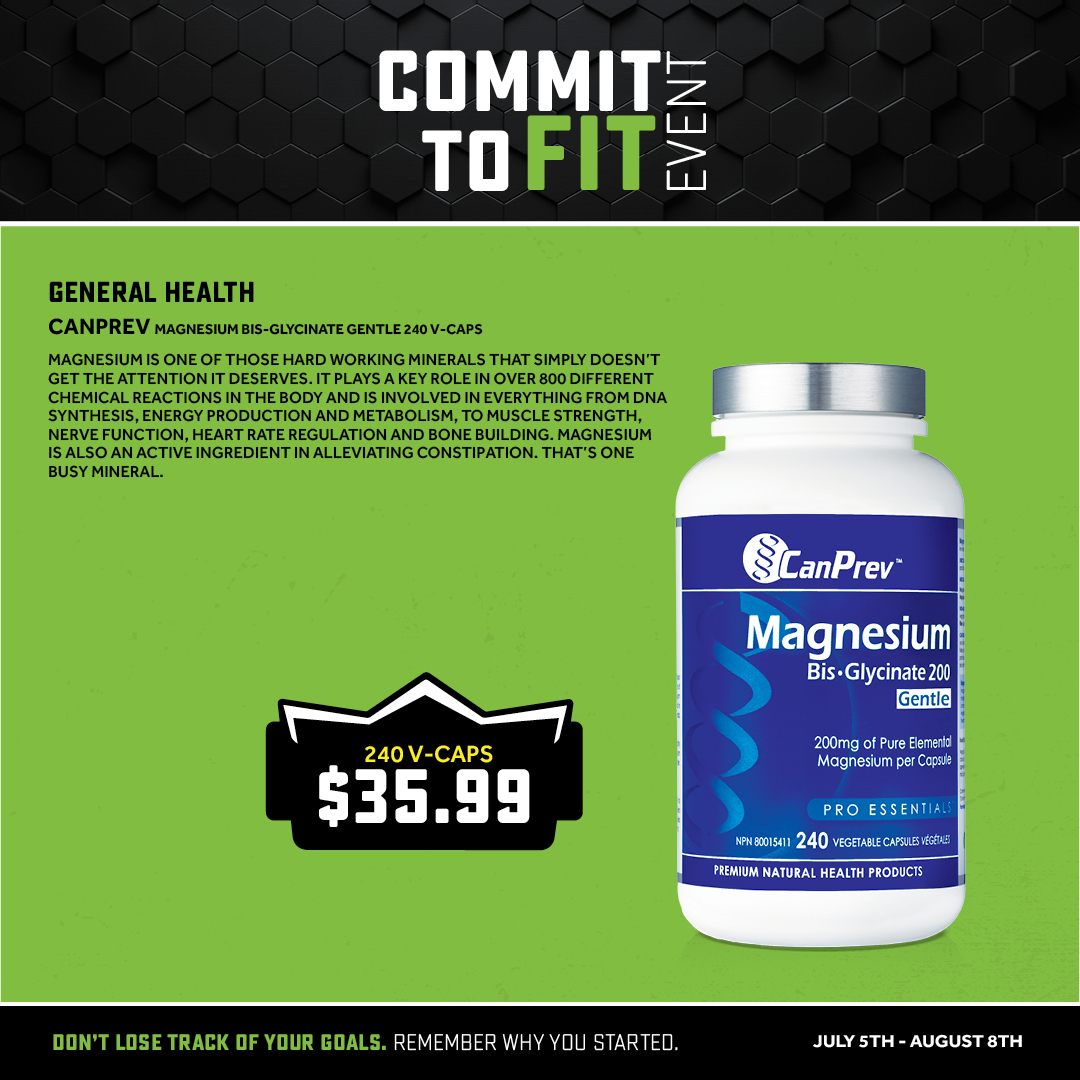 COMMIT
TO FIT
EVENT
GENERAL HEALTH
CANPREV MAGNESIUM BIS-GLYCINATE GENTLE 240 V-CAPS
MAGNESIUM IS ONE OF THOSE HARD WORKING MINERALS THAT SIMPLY DOESN'T
GET THE ATTENTION IT DESERVES. IT PLAYS A KEY ROLE IN OVER 800 DIFFERENT
CHEMICAL REACTIONS IN THE BODY AND IS INVOLVED IN EVERYTHING FROM DNA
SYNTHESIS, ENERGY PRODUCTION AND METABOLISM, TO MUSCLE STRENGTH,
NERVE FUNCTION, HEART RATE REGULATION AND BONE BUILDING. MAGNESIUM
IS ALSO AN ACTIVE INGREDIENT IN ALLEVIATING CONSTIPATION. THAT'S ONE
BUSY MINERAL.
240 V-CAPS
$35.99
CanPrev™
Magnesium
Bis•Glycinate 200
Gentle
200mg of Pure Elemental
Magnesium per Capsule
PRO ESSENTIALS
NPN 80015411 240 VEGETABLE CAPSULES VÉGÉTALES
PREMIUM NATURAL HEALTH PRODUCTS
DON'T LOSE TRACK OF YOUR GOALS. REMEMBER WHY YOU STARTED.
JULY 5TH - AUGUST 8TH